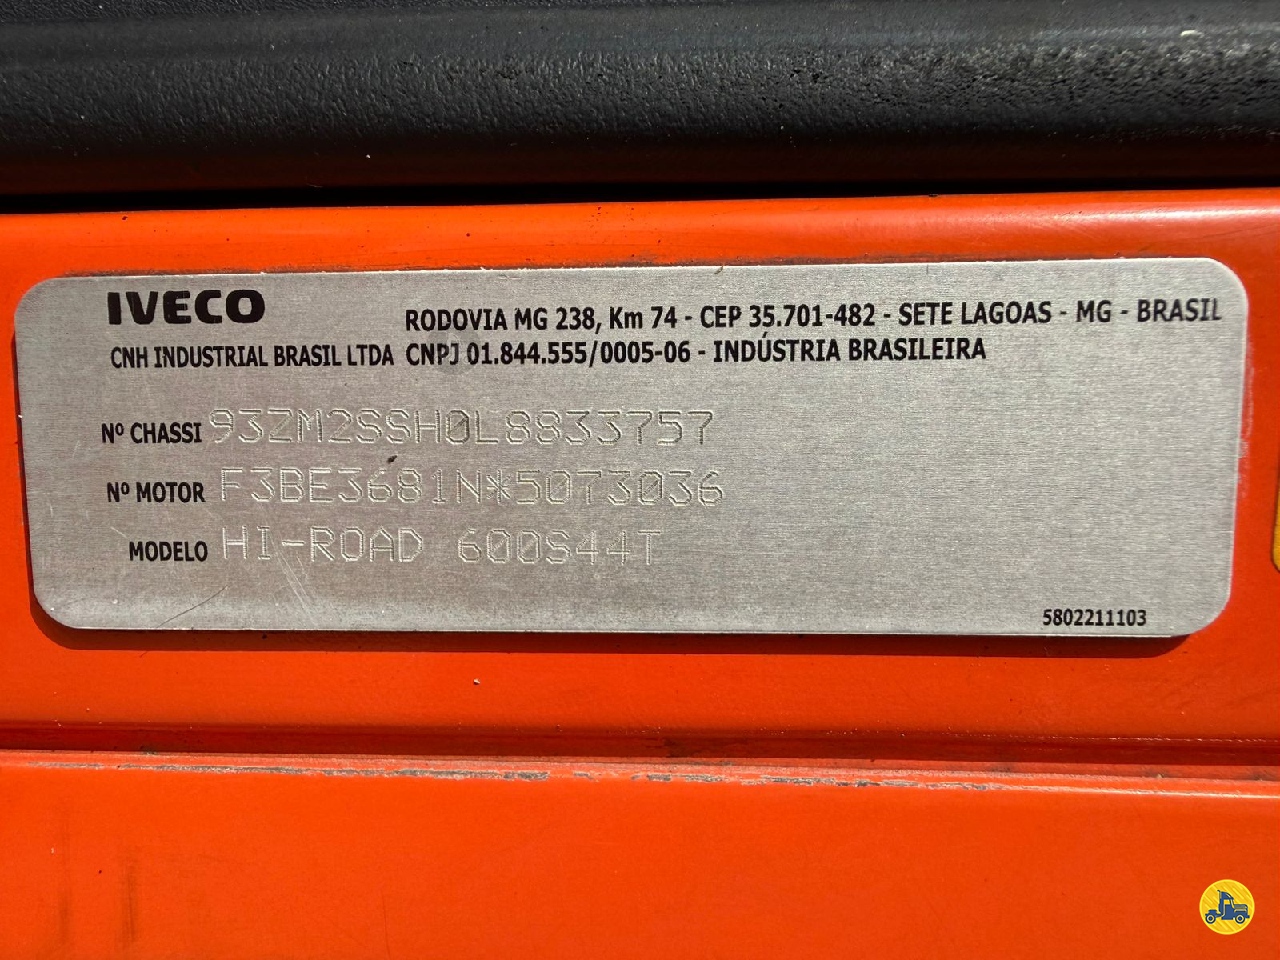 IVECO
RODOVIA MG 238, Km 74 - CEP 35.701-482 - SETE LAGOAS - MG - BRASIL
CNH INDUSTRIAL BRASIL LTDA CNPJ 01.844.555/0005-06 - INDÚSTRIA BRASILEIRA
Nº CHASSI 93ZM2SSH0L8833757
Nº MOTOR F3BE3681N*5073036
MODELO HI-ROAD 600S44T
5802211103